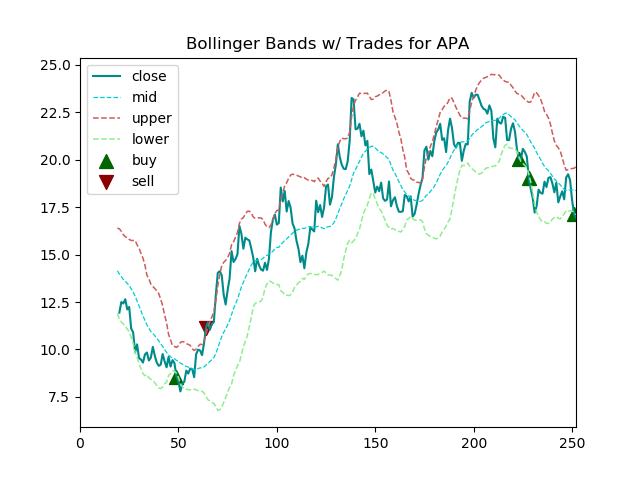 Bollinger Bands w/ Trades for APA
25.0
22.5
20.0
17.5
15.0
12.5
10.0
7.5
close
mid
upper
lower
buy
sell
0 50 100 150 200 250